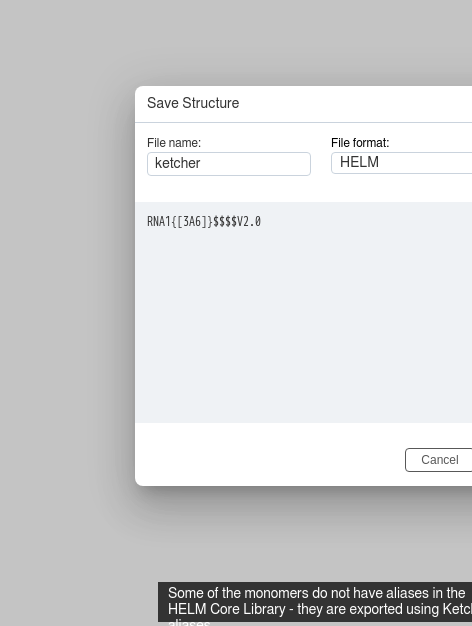 Save Structure
File name:
File format:
ketcher
HELM
RNA1{[3A6]}$$$$V2.0
Cancel
Some of the monomers do not have aliases in the
HELM Core Library - they are exported using Ketch
aliases